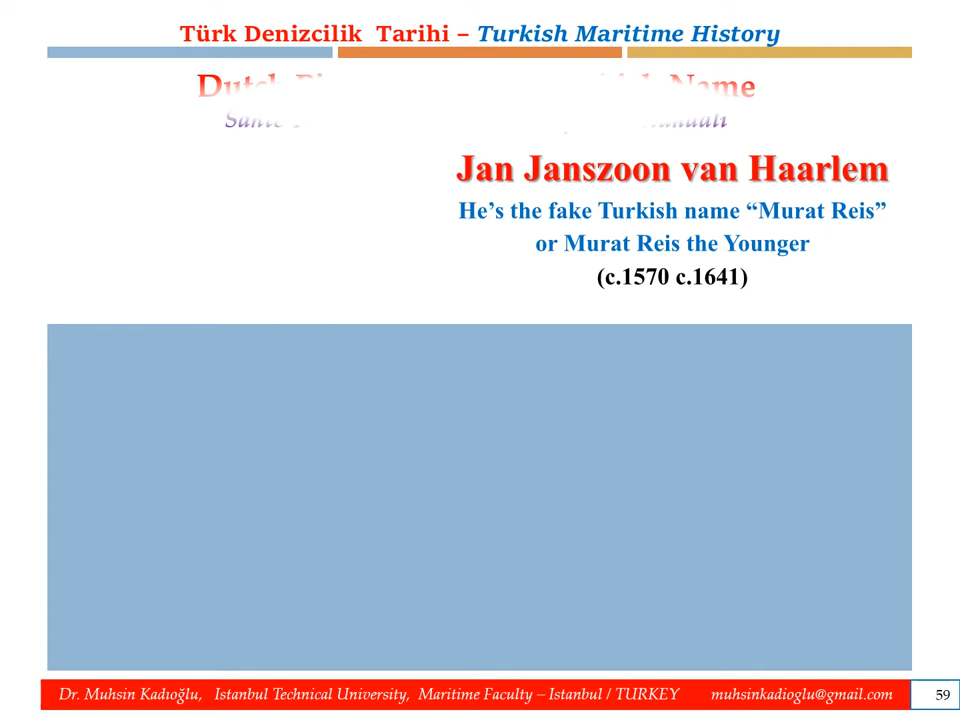 Türk Denizcilik Tarihi – Turkish Maritime History
Name
Jan Janszoon van Haarlem
He’s the fake Turkish name “Murat Reis”
or Murat Reis the Younger
(c.1570 c.1641)
Dr. Muhsin Kadıoğlu, Istanbul Technical University, Maritime Faculty – Istanbul / TURKEY muhsinkadioglu@gmail.com 59